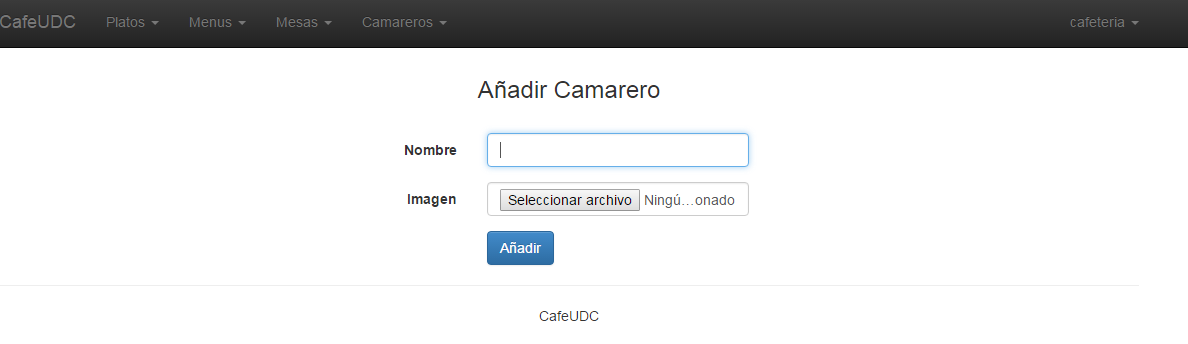 CafeUDC Platos Menus Mesas Camareros cafeteria
Añadir Camarero
Nombre
Imagen Seleccionar archivo Ningú…onado
Añadir
CafeUDC